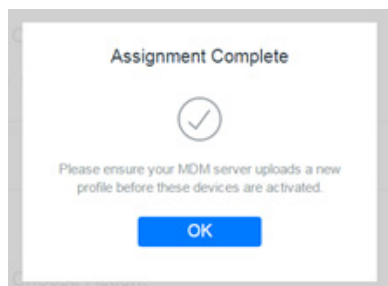 Assignment Complete
Please ensure your MDM server uploads a new
profile before these devices are activated.
OK